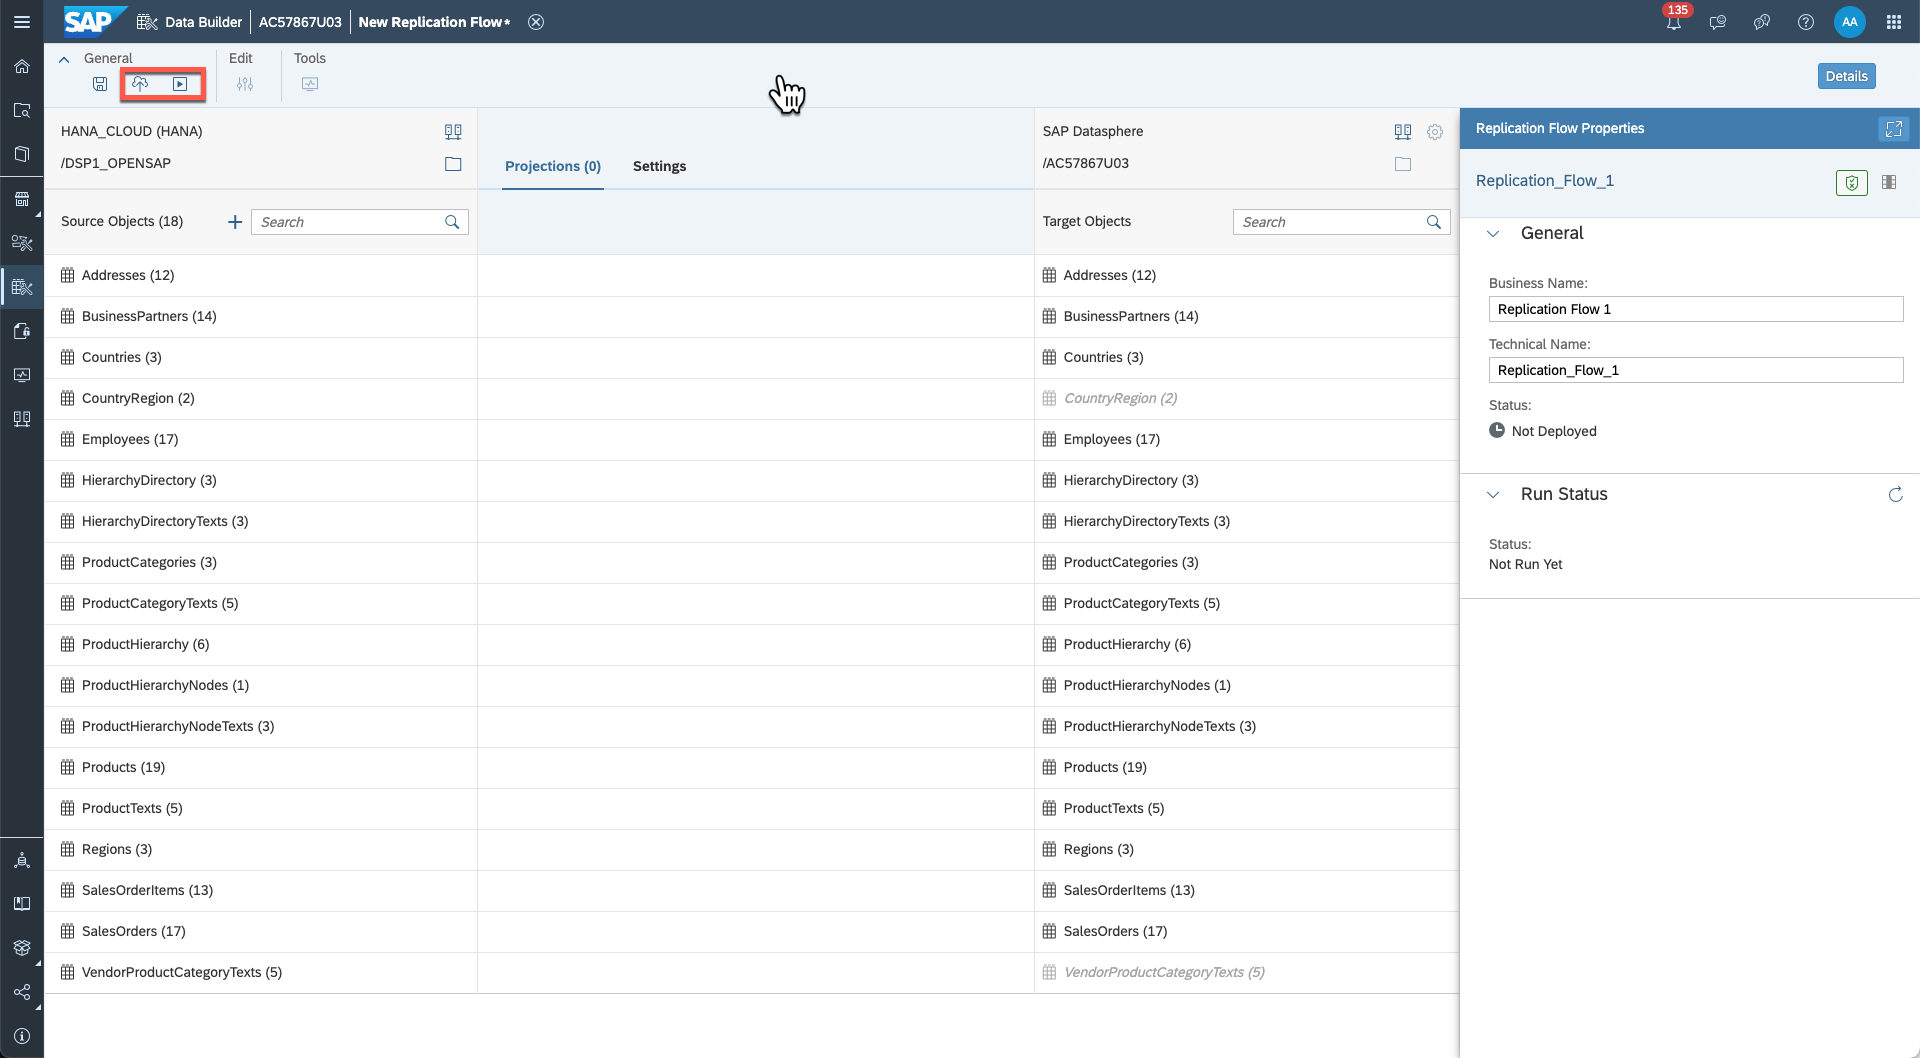 SAP Data Builder AC57867U03 New Replication Flow* 135 AA
General Edit Tools
Details
HANA_CLOUD (HANA)
/DSP1_OPENSAP
Projections (0) Settings
SAP Datasphere
/AC57867U03
Source Objects (18) Search
Target Objects Search
Addresses (12) Addresses (12)
BusinessPartners (14) BusinessPartners (14)
Countries (3) Countries (3)
CountryRegion (2) CountryRegion (2)
Employees (17) Employees (17)
HierarchyDirectory (3) HierarchyDirectory (3)
HierarchyDirectoryTexts (3) HierarchyDirectoryTexts (3)
ProductCategories (3) ProductCategories (3)
ProductCategoryTexts (5) ProductCategoryTexts (5)
ProductHierarchy (6) ProductHierarchy (6)
ProductHierarchyNodes (1) ProductHierarchyNodes (1)
ProductHierarchyNodeTexts (3) ProductHierarchyNodeTexts (3)
Products (19) Products (19)
ProductTexts (5) ProductTexts (5)
Regions (3) Regions (3)
SalesOrderItems (13) SalesOrderItems (13)
SalesOrders (17) SalesOrders (17)
VendorProductCategoryTexts (5) VendorProductCategoryTexts (5)
Replication Flow Properties
Replication_Flow_1
General
Business Name:
Replication Flow 1
Technical Name:
Replication_Flow_1
Status:
Not Deployed
Run Status
Status:
Not Run Yet